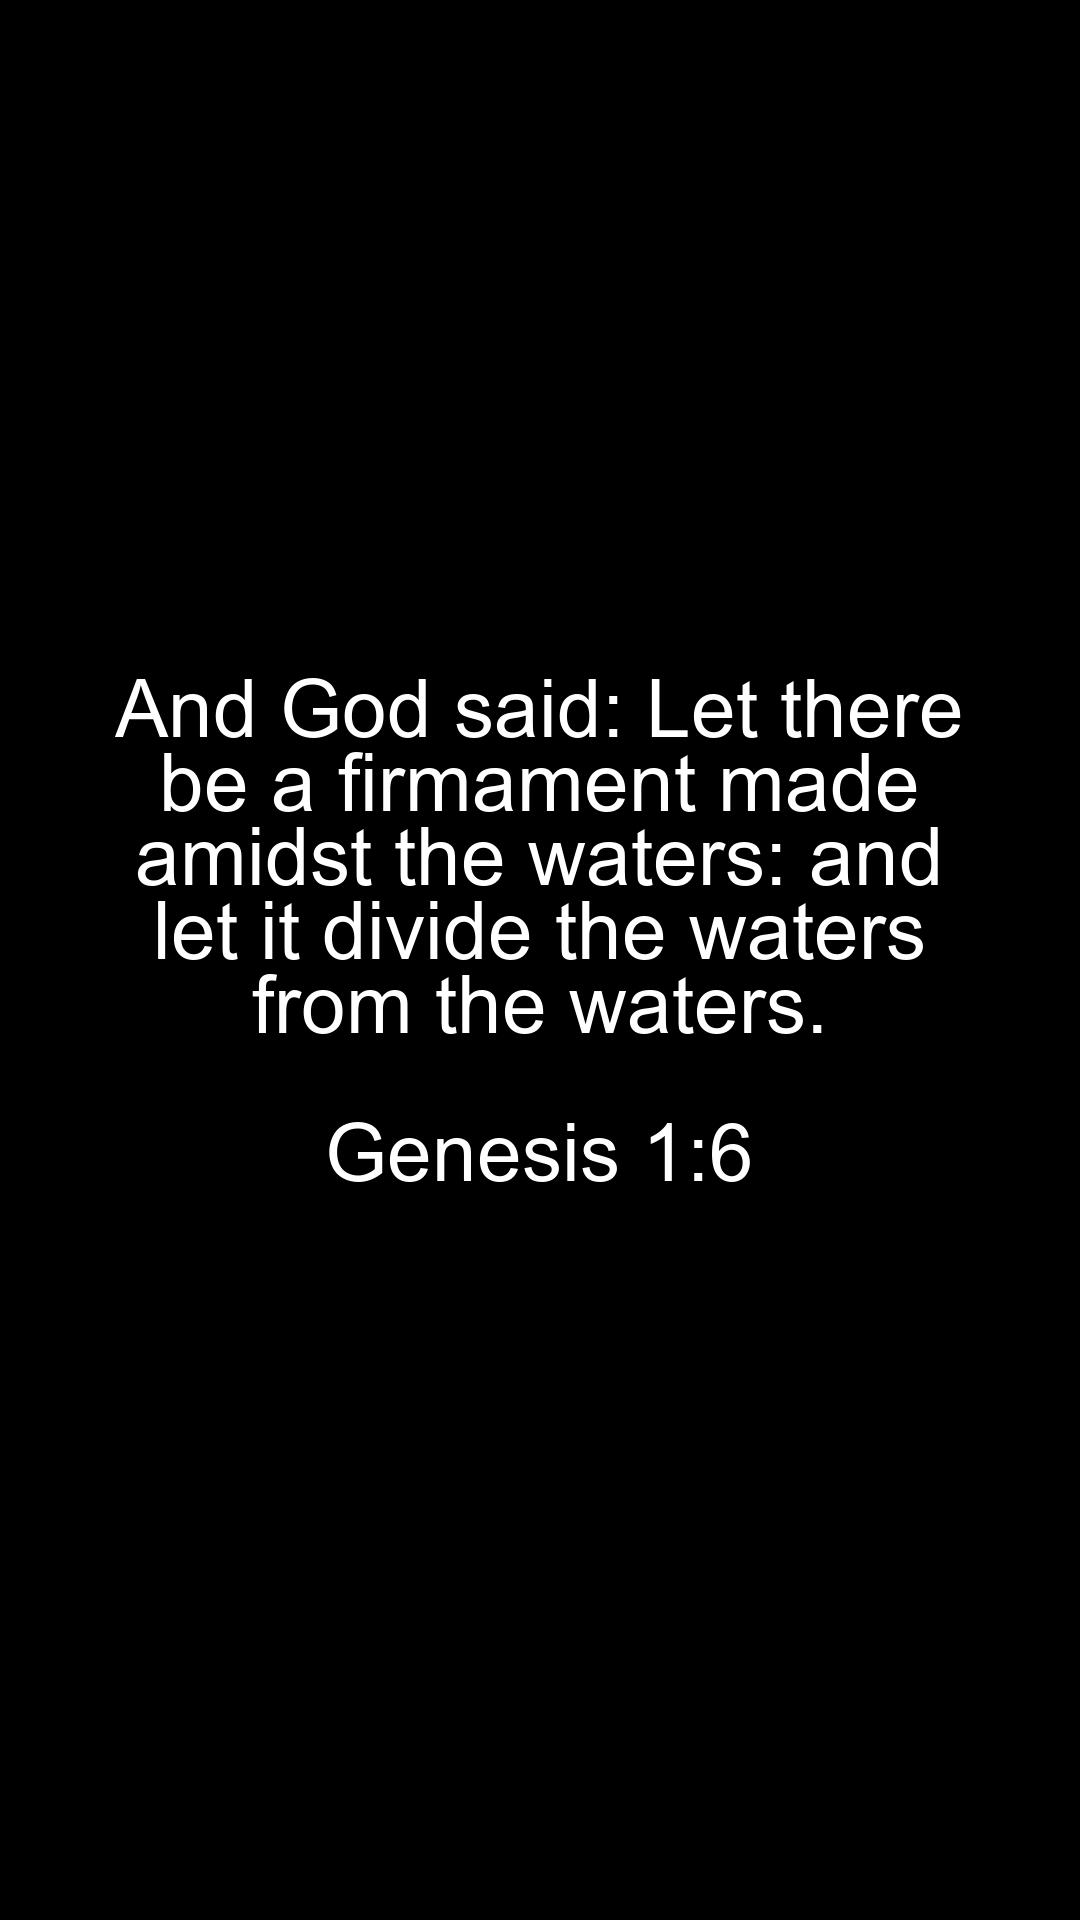 And God said: Let there
be a firmament made
amidst the waters: and
let it divide the waters
from the waters.
Genesis 1:6